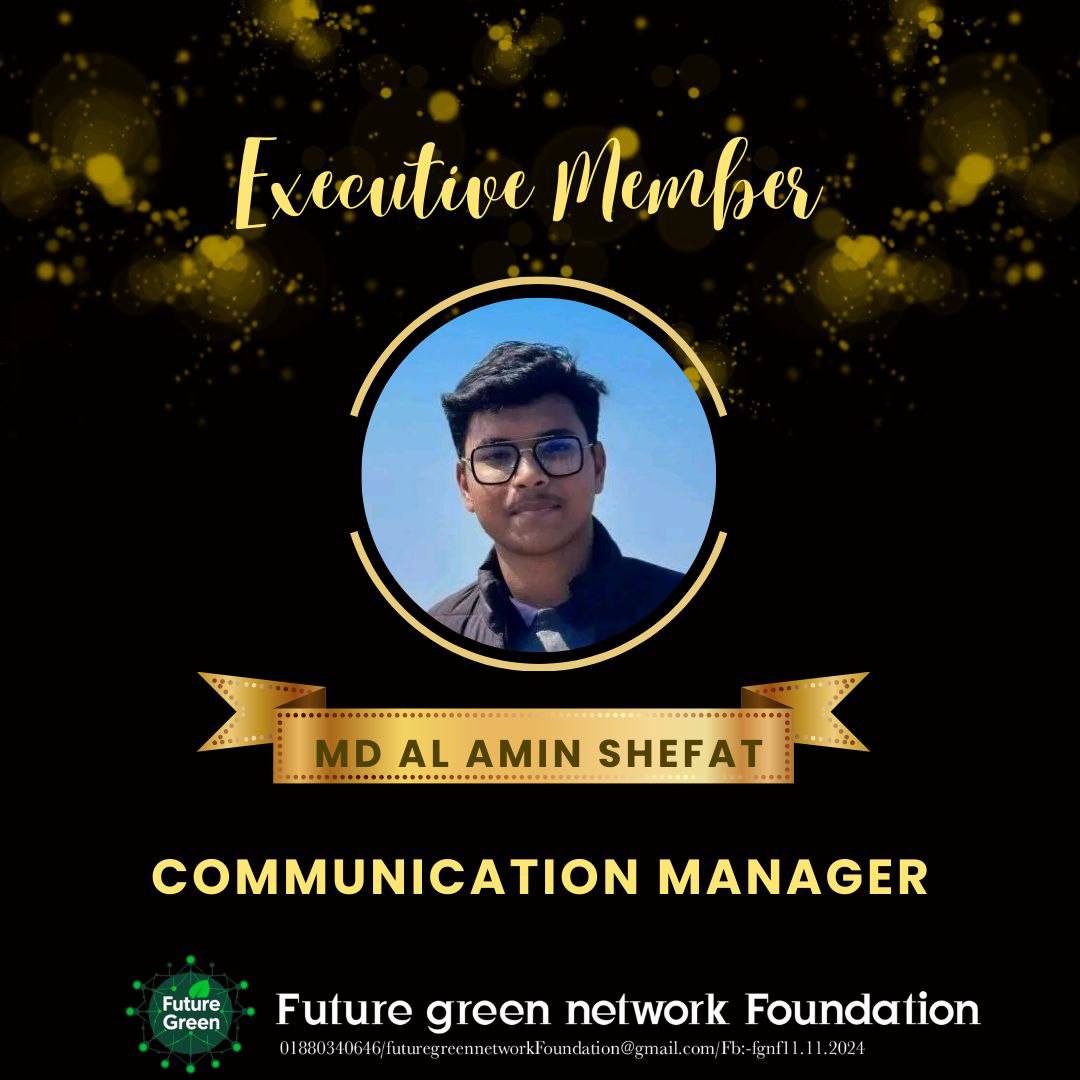 Executive Member
MD AL AMIN SHEFAT
COMMUNICATION MANAGER
Future
Green
Future green network Foundation
01880340646/futuregreennetworkFoundation@gmail.com/Fb:-fgnf11.11.2024